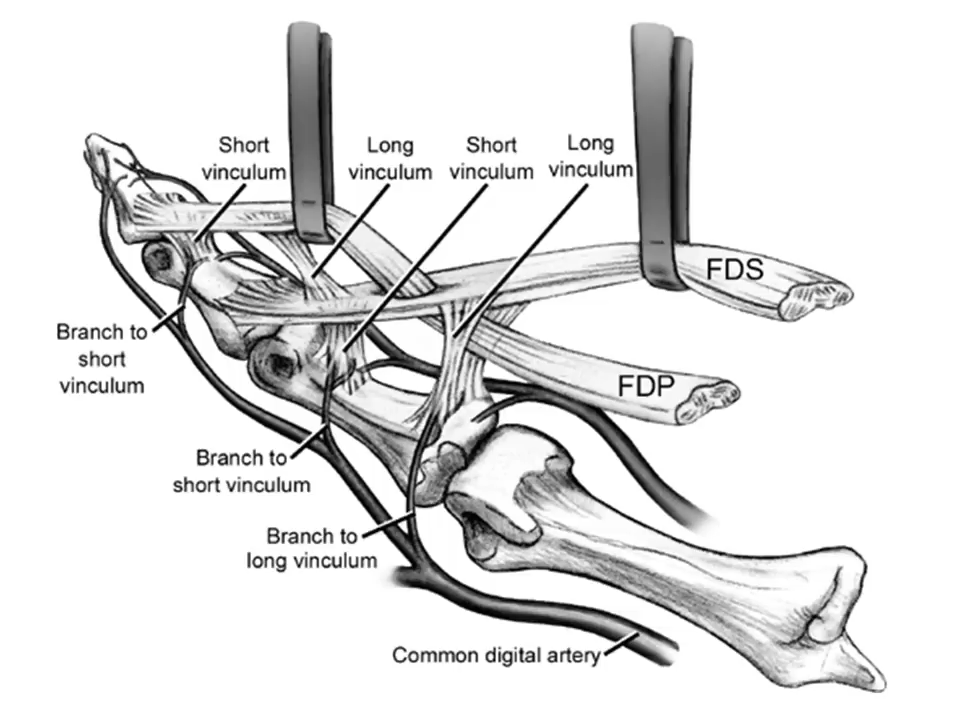 Short
vinculum
Long
vinculum
Short
vinculum
Long
vinculum
FDS
FDP
Branch to
short
vinculum
Branch to
short vinculum
Branch to
long vinculum
Common digital artery